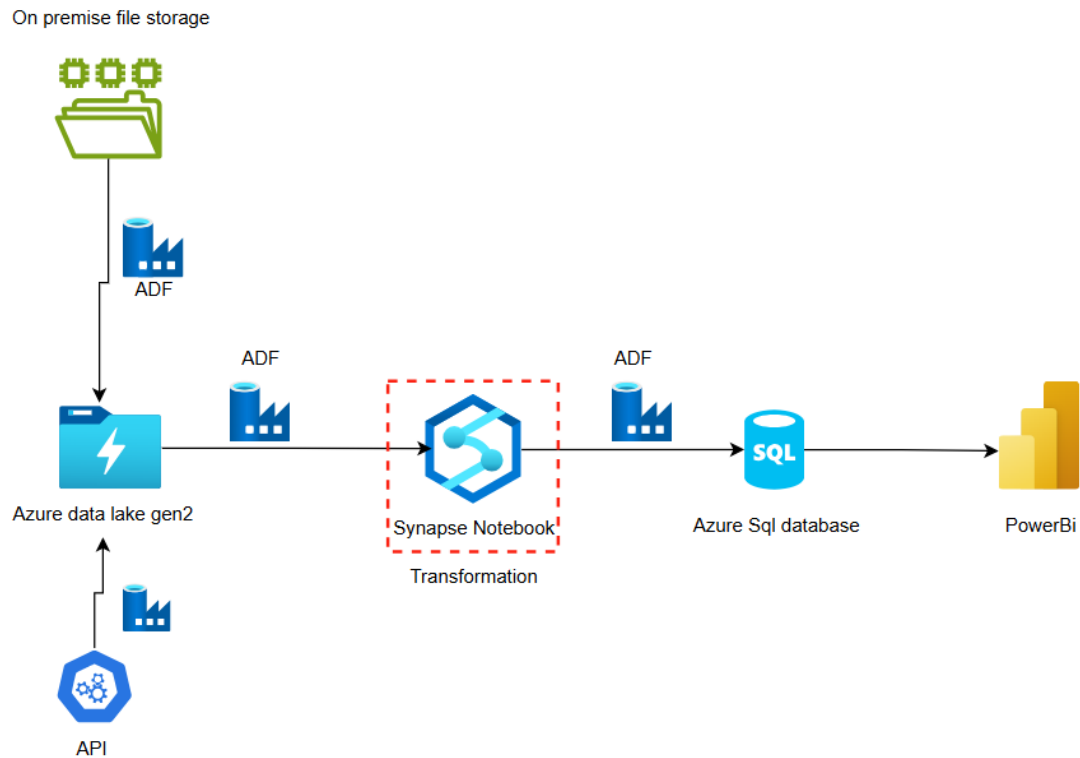 On premise file storage
ADF
ADF
ADF
SQL
Azure data lake gen2
Synapse Notebook
Azure Sql database
PowerBi
Transformation
API